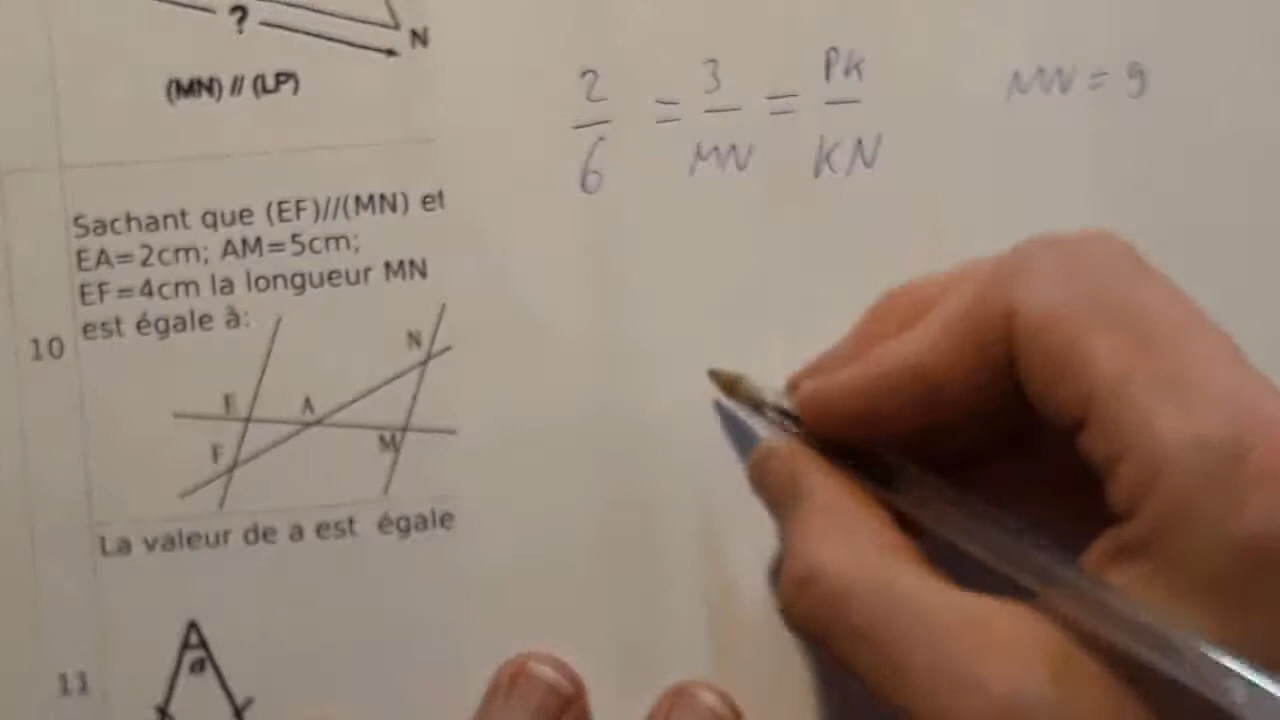 ?
N
(MN) // (LP)
2/6 = 3/MN = PK/KN
MN = 9
Sachant que (EF)//(MN) et
EA=2cm; AM=5cm;
EF=4cm la longueur MN
est égale à:
10
N
E
A
F
M
La valeur de a est égale
a
11